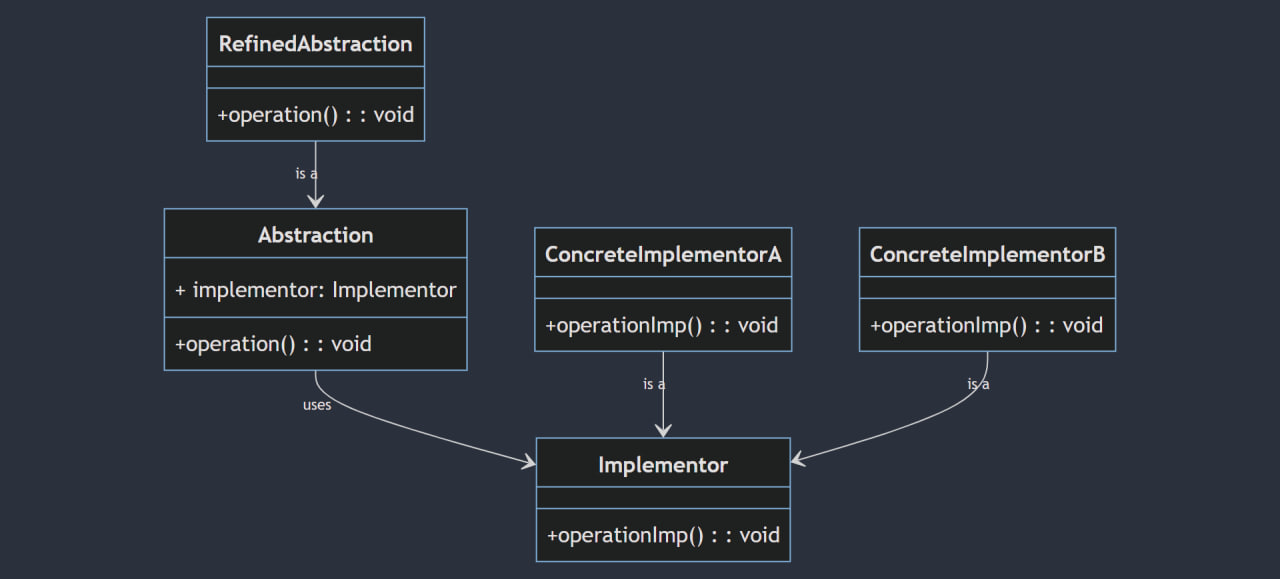 RefinedAbstraction
+operation() : : void
is a
Abstraction
+ implementor: Implementor
+operation() : : void
uses
ConcreteImplementorA
+operationImp() : : void
is a
ConcreteImplementorB
+operationImp() : : void
is a
Implementor
+operationImp() : : void